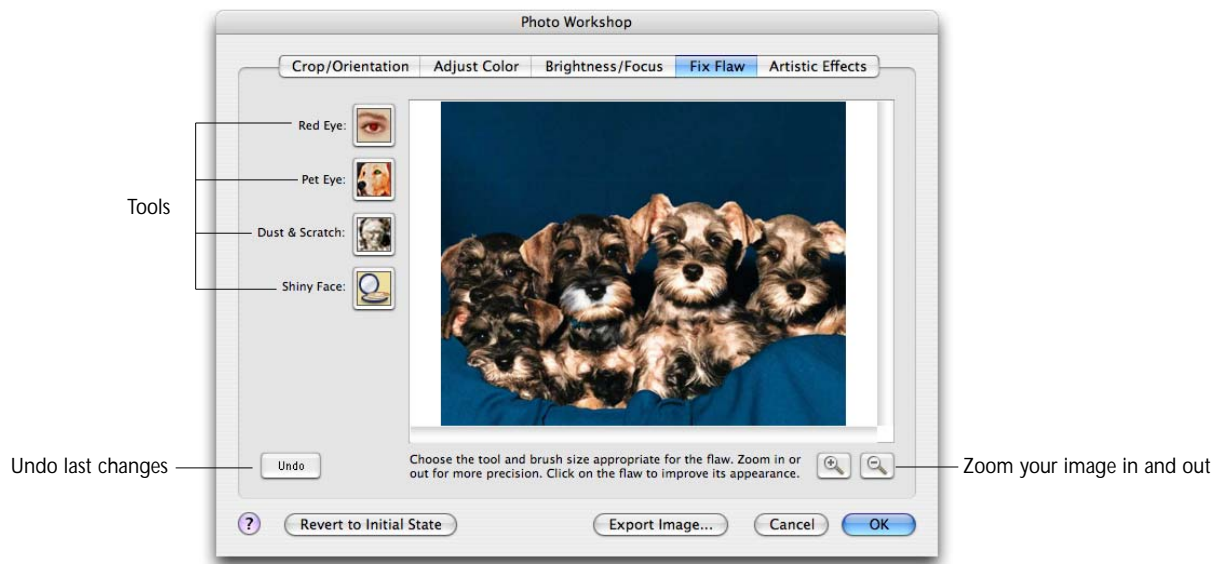 Photo Workshop
Crop/Orientation Adjust Color Brightness/Focus Fix Flaw Artistic Effects
Red Eye:
Pet Eye:
Tools
Dust & Scratch:
Shiny Face:
Undo last changes
Undo
Choose the tool and brush size appropriate for the flaw. Zoom in or
out for more precision. Click on the flaw to improve its appearance.
Zoom your image in and out
? Revert to Initial State Export Image... Cancel OK